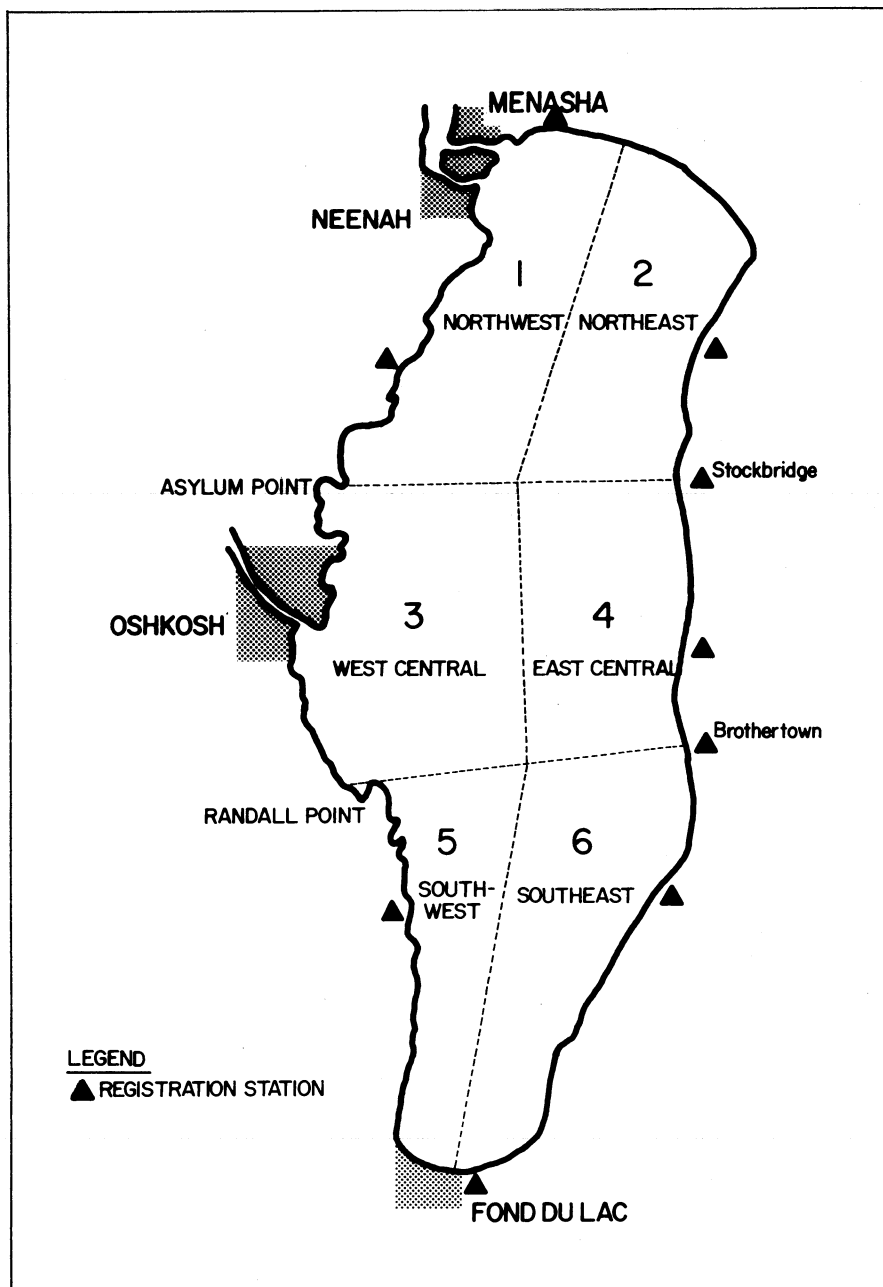 MENASHA
NEENAH
1
2
NORTHWEST
NORTHEAST
ASYLUM POINT
Stockbridge
OSHKOSH
3
4
WEST CENTRAL
EAST CENTRAL
Brothertown
RANDALL POINT
5
6
SOUTH-
WEST
SOUTHEAST
LEGEND
REGISTRATION STATION
FOND DU LAC